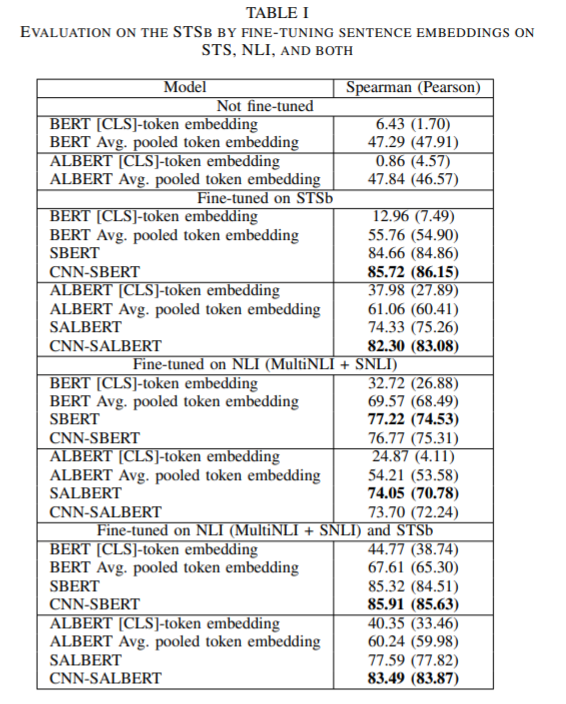 TABLE I
EVALUATION ON THE STSB BY FINE-TUNING SENTENCE EMBEDDINGS ON
STS, NLI, AND BOTH
Model Spearman (Pearson)
Not fine-tuned
BERT [CLS]-token embedding 6.43 (1.70)
BERT Avg. pooled token embedding 47.29 (47.91)
ALBERT [CLS]-token embedding 0.86 (4.57)
ALBERT Avg. pooled token embedding 47.84 (46.57)
Fine-tuned on STSb
BERT [CLS]-token embedding 12.96 (7.49)
BERT Avg. pooled token embedding 55.76 (54.90)
SBERT 84.66 (84.86)
CNN-SBERT 85.72 (86.15)
ALBERT [CLS]-token embedding 37.98 (27.89)
ALBERT Avg. pooled token embedding 61.06 (60.41)
SALBERT 74.33 (75.26)
CNN-SALBERT 82.30 (83.08)
Fine-tuned on NLI (MultiNLI + SNLI)
BERT [CLS]-token embedding 32.72 (26.88)
BERT Avg. pooled token embedding 69.57 (68.49)
SBERT 77.22 (74.53)
CNN-SBERT 76.77 (75.31)
ALBERT [CLS]-token embedding 24.87 (4.11)
ALBERT Avg. pooled token embedding 54.21 (53.58)
SALBERT 74.05 (70.78)
CNN-SALBERT 73.70 (72.24)
Fine-tuned on NLI (MultiNLI + SNLI) and STSb
BERT [CLS]-token embedding 44.77 (38.74)
BERT Avg. pooled token embedding 67.61 (65.30)
SBERT 85.32 (84.51)
CNN-SBERT 85.91 (85.63)
ALBERT [CLS]-token embedding 40.35 (33.46)
ALBERT Avg. pooled token embedding 60.24 (59.98)
SALBERT 77.59 (77.82)
CNN-SALBERT 83.49 (83.87)